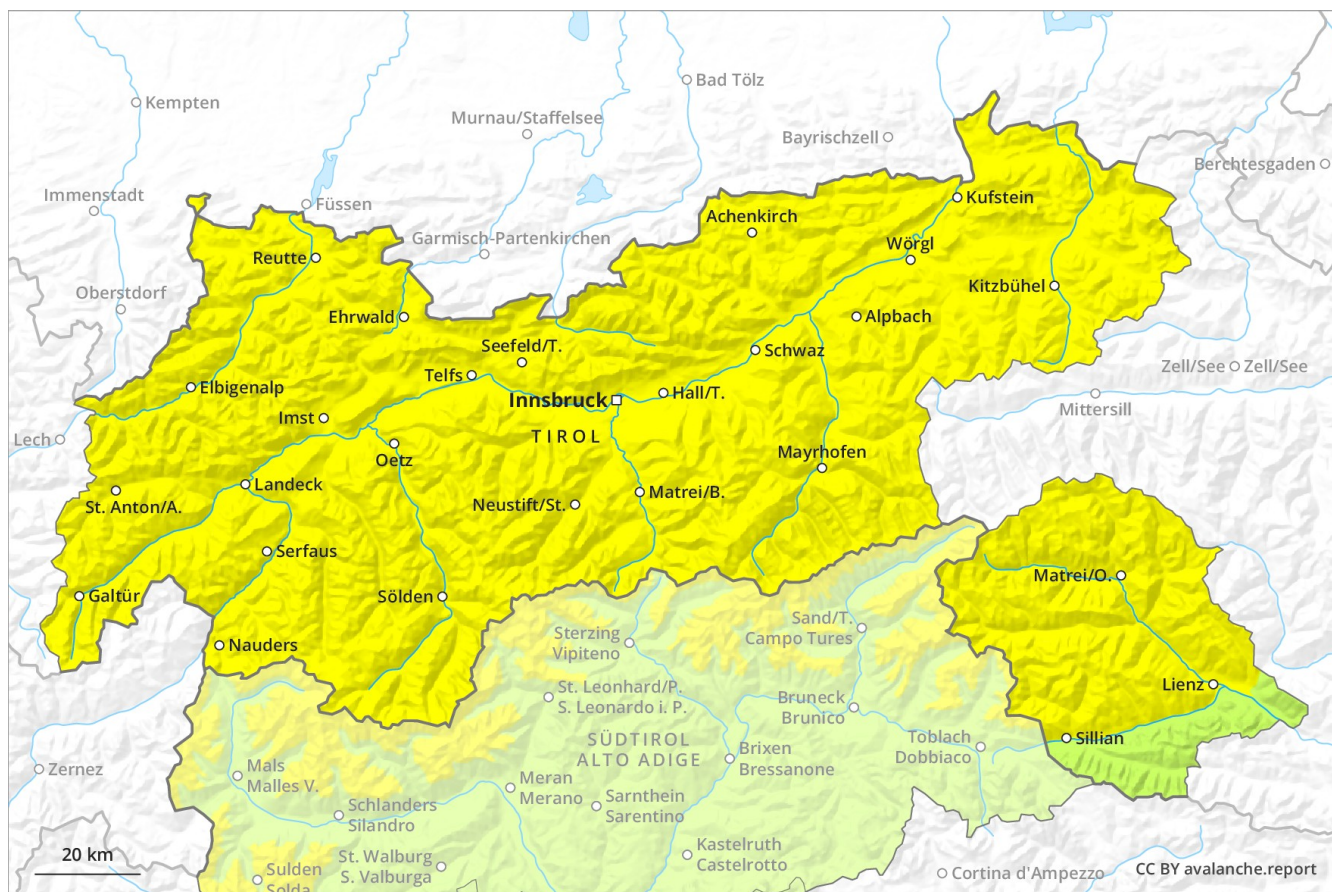 Bad Tölz
Kempten
Murnau/Staffelsee
Bayrischzell
Berchtesgaden
Immenstadt
Füssen
Kufstein
Achenkirch
Garmisch-Partenkirchen
Wörgl
Reutte
Oberstdorf
Kitzbühel
Ehrwald
Alpbach
Seefeld/T.
Schwaz
Zell/See
Zell/See
Telfs
Elbigenalp
Hall/T.
Innsbruck
Mittersill
Imst
TIROL
Lech
Oetz
Mayrhofen
Landeck
St. Anton/A.
Matrei/B.
Neustift/St.
Serfaus
Matrei/O.
Galtür
Sölden
Sand/T.
Campo Tures
Sterzing
Vipiteno
Nauders
Lienz
St. Leonhard/P.
S. Leonardo i. P.
Bruneck
Brunico
Sillian
SÜDTIROL
ALTO ADIGE
Toblach
Dobbiaco
Brixen
Bressanone
Zernez
Mals
Malles V.
Meran
Merano
Sarnthein
Sarentino
Schlanders
Silandro
Kastelruth
Castelrotto
20 km
St. Walburg
S. Valburga
Sulden
Solda
Cortina d'Ampezzo
CC BY avalanche.report